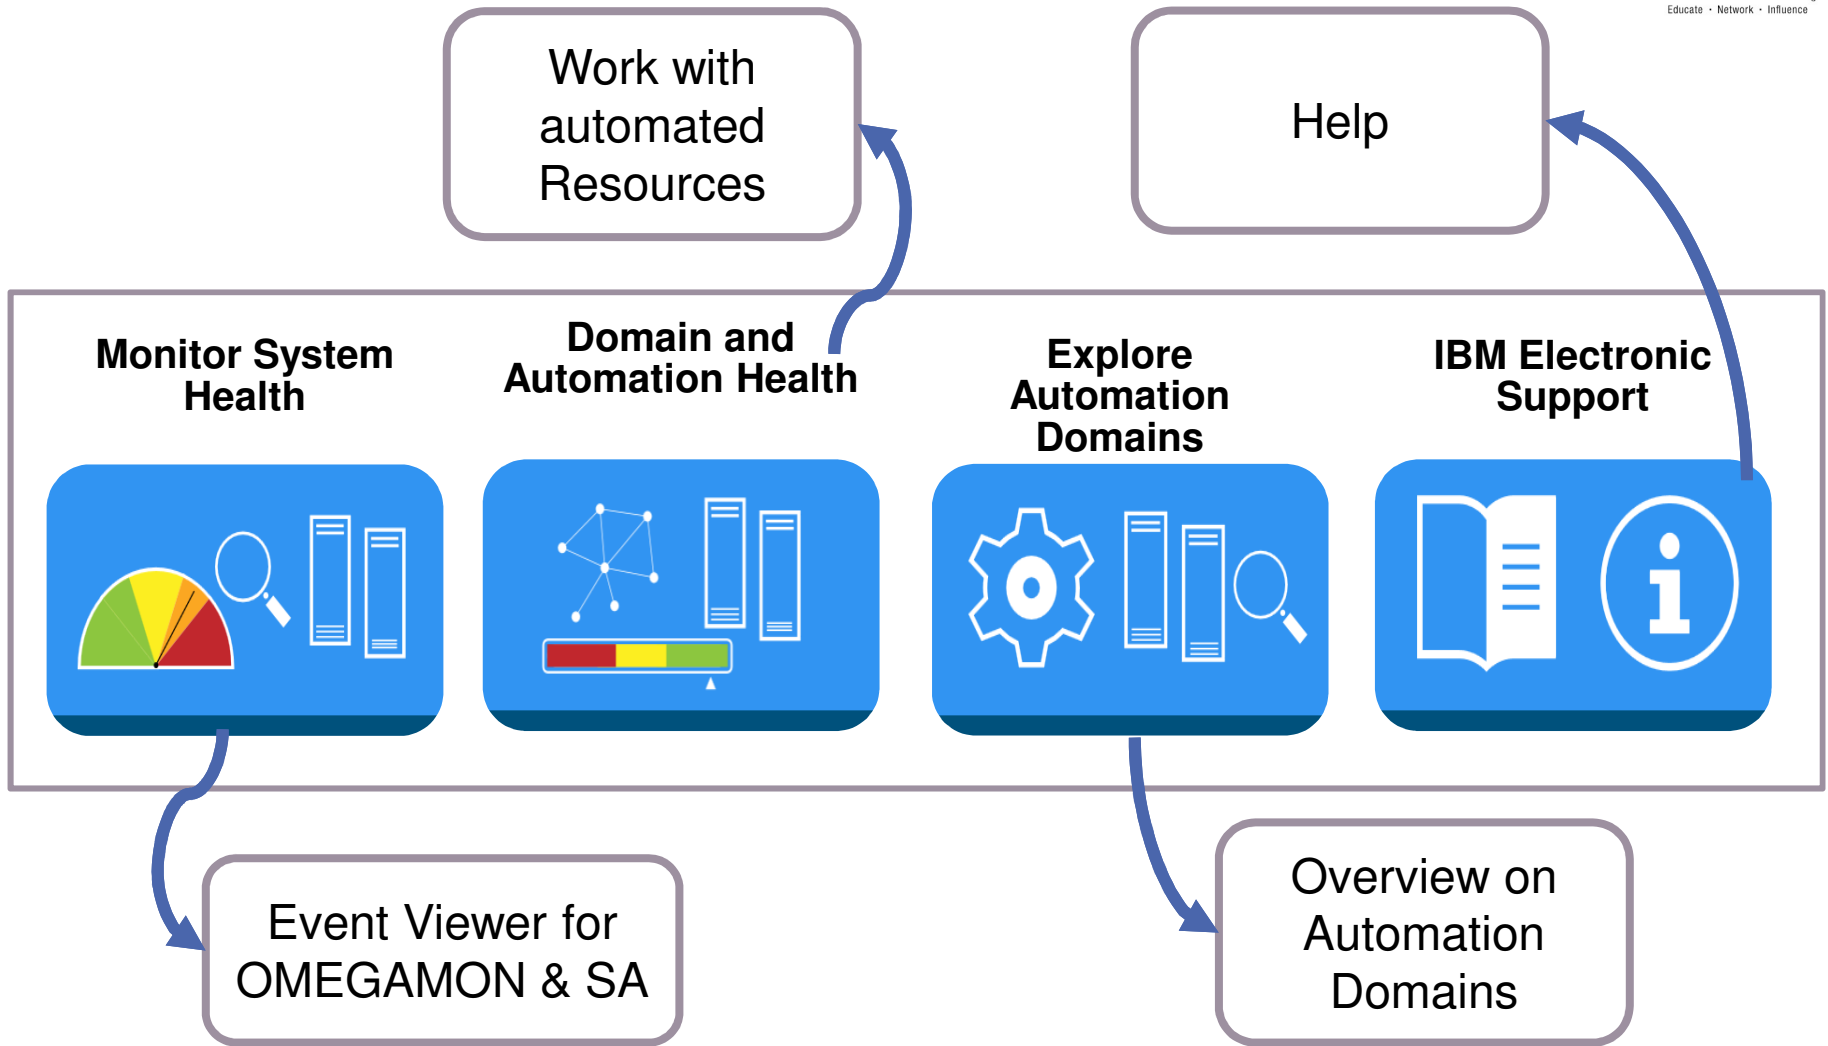 Educate · Network · Influence
Work with
automated
Resources
Help
Monitor System
Health
Domain and
Automation Health
Explore
Automation
Domains
IBM Electronic
Support
Event Viewer for
OMEGAMON & SA
Overview on
Automation
Domains